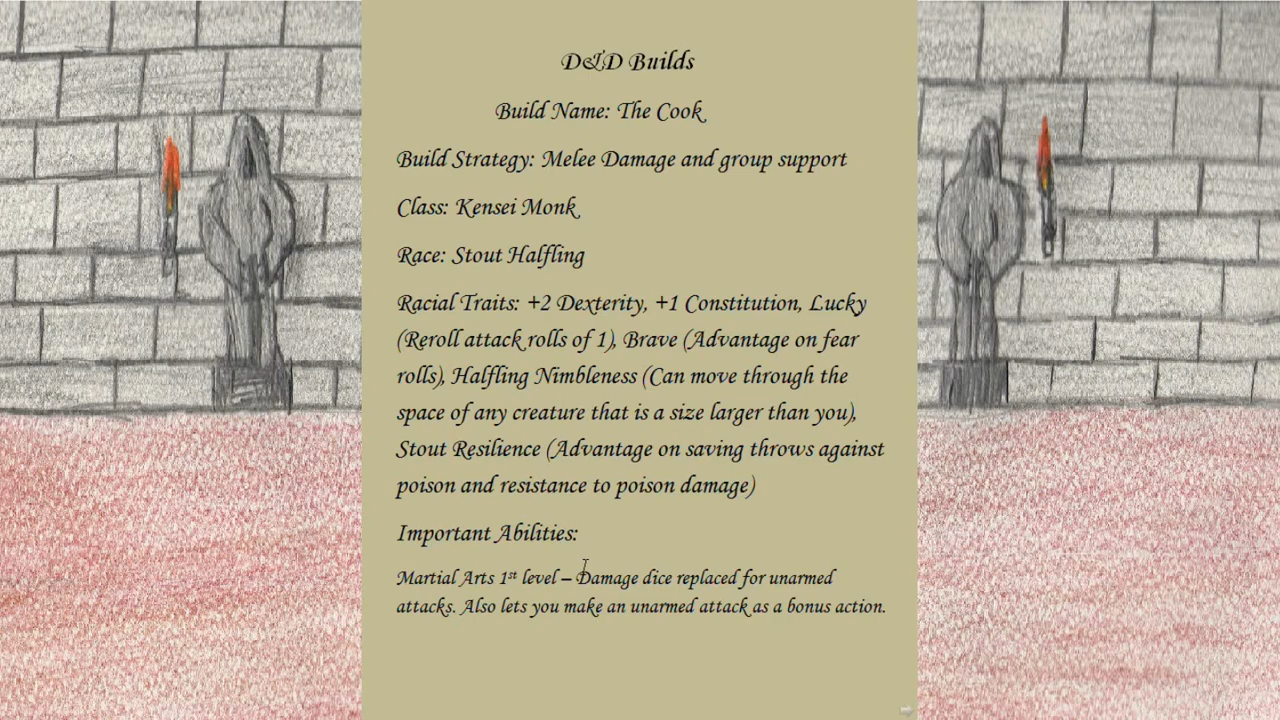 D&D Builds
Build Name: The Cook
Build Strategy: Melee Damage and group support
Class: Kensei Monk
Race: Stout Halfling
Racial Traits: +2 Dexterity, +1 Constitution, Lucky
(Reroll attack rolls of 1), Brave (Advantage on fear
rolls), Halfling Nimbleness (Can move through the
space of any creature that is a size larger than you),
Stout Resilience (Advantage on saving throws against
poison and resistance to poison damage)
Important Abilities:
Martial Arts 1st level – Damage dice replaced for unarmed
attacks. Also lets you make an unarmed attack as a bonus action.